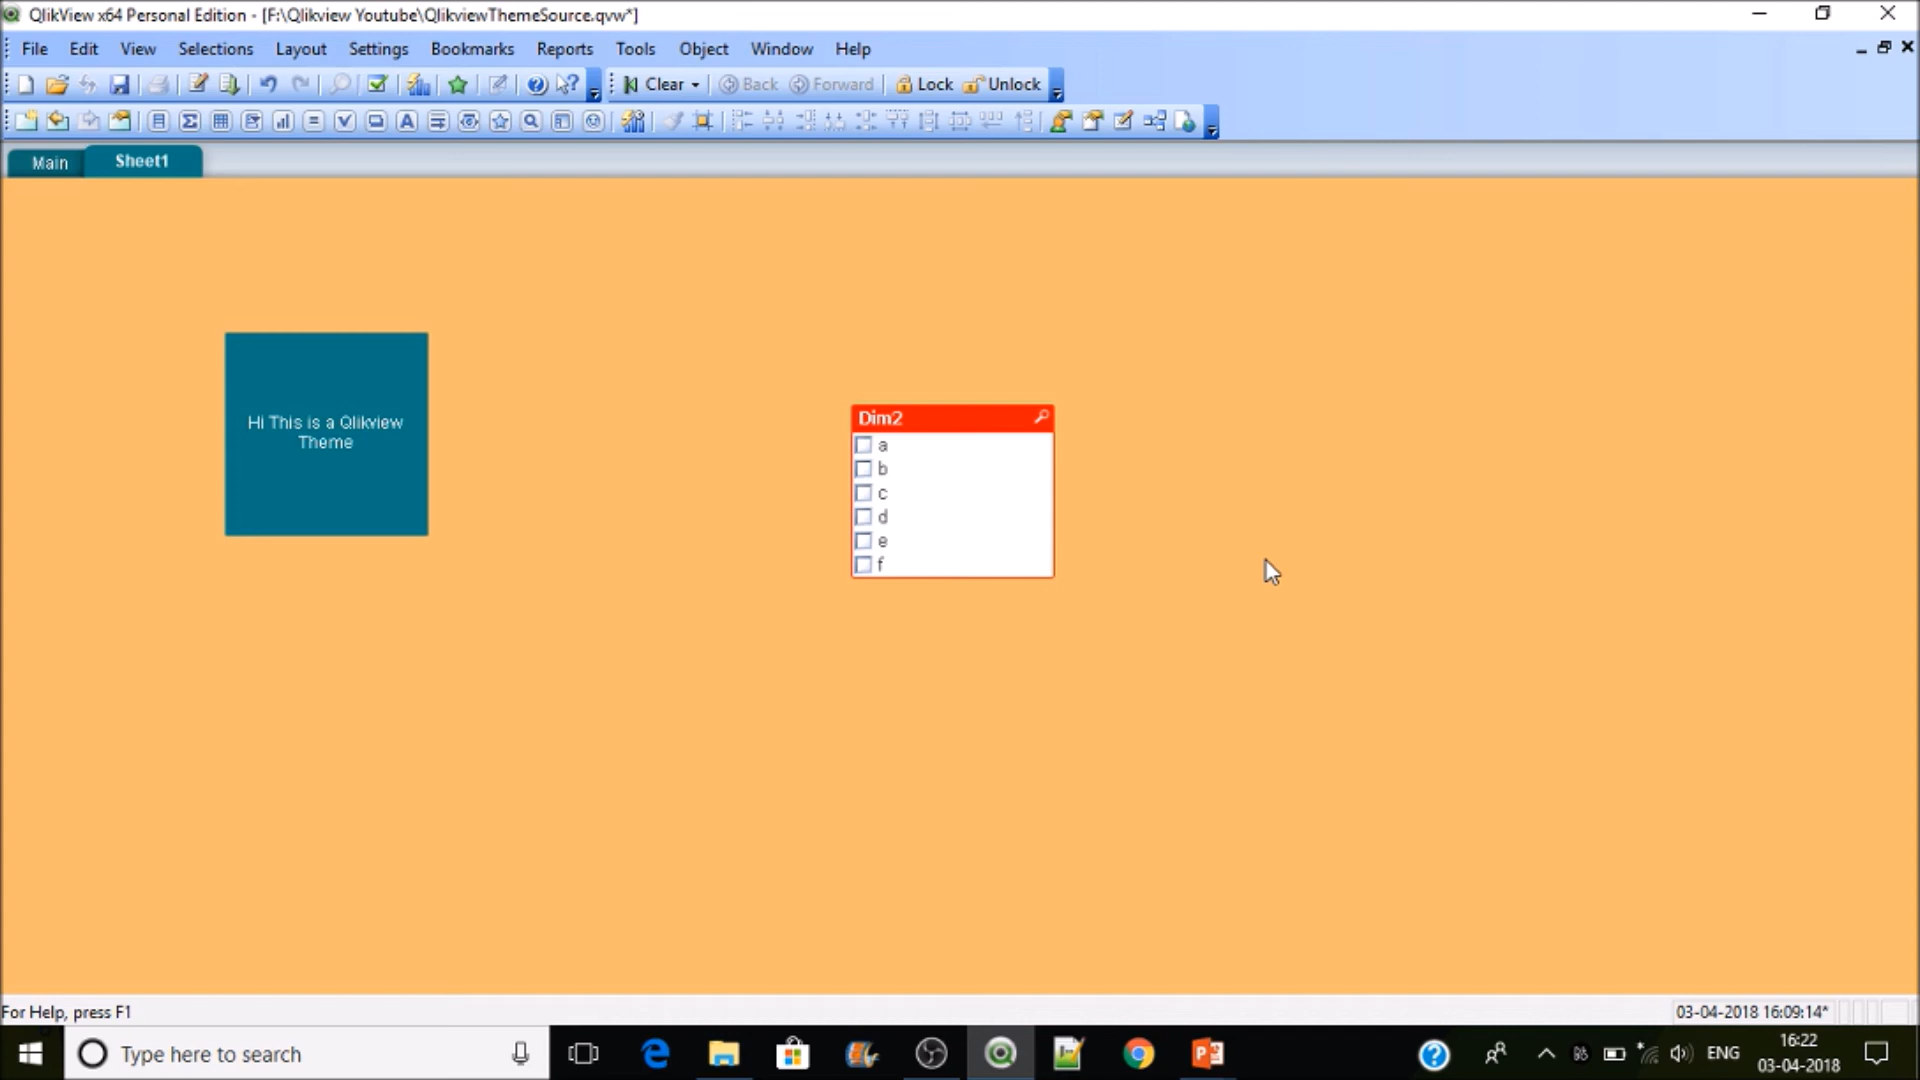 QlikView x64 Personal Edition - [F:\Qlikview Youtube\QlikviewThemeSource.qvw*]
File Edit View Selections Layout Settings Bookmarks Reports Tools Object Window Help
Clear Back Forward Lock Unlock
Main Sheet1
Hi This is a Qlikview
Theme
Dim2
a
b
c
d
e
f
For Help, press F1
03-04-2018 16:09:14*
Type here to search
ENG
16:22
03-04-2018